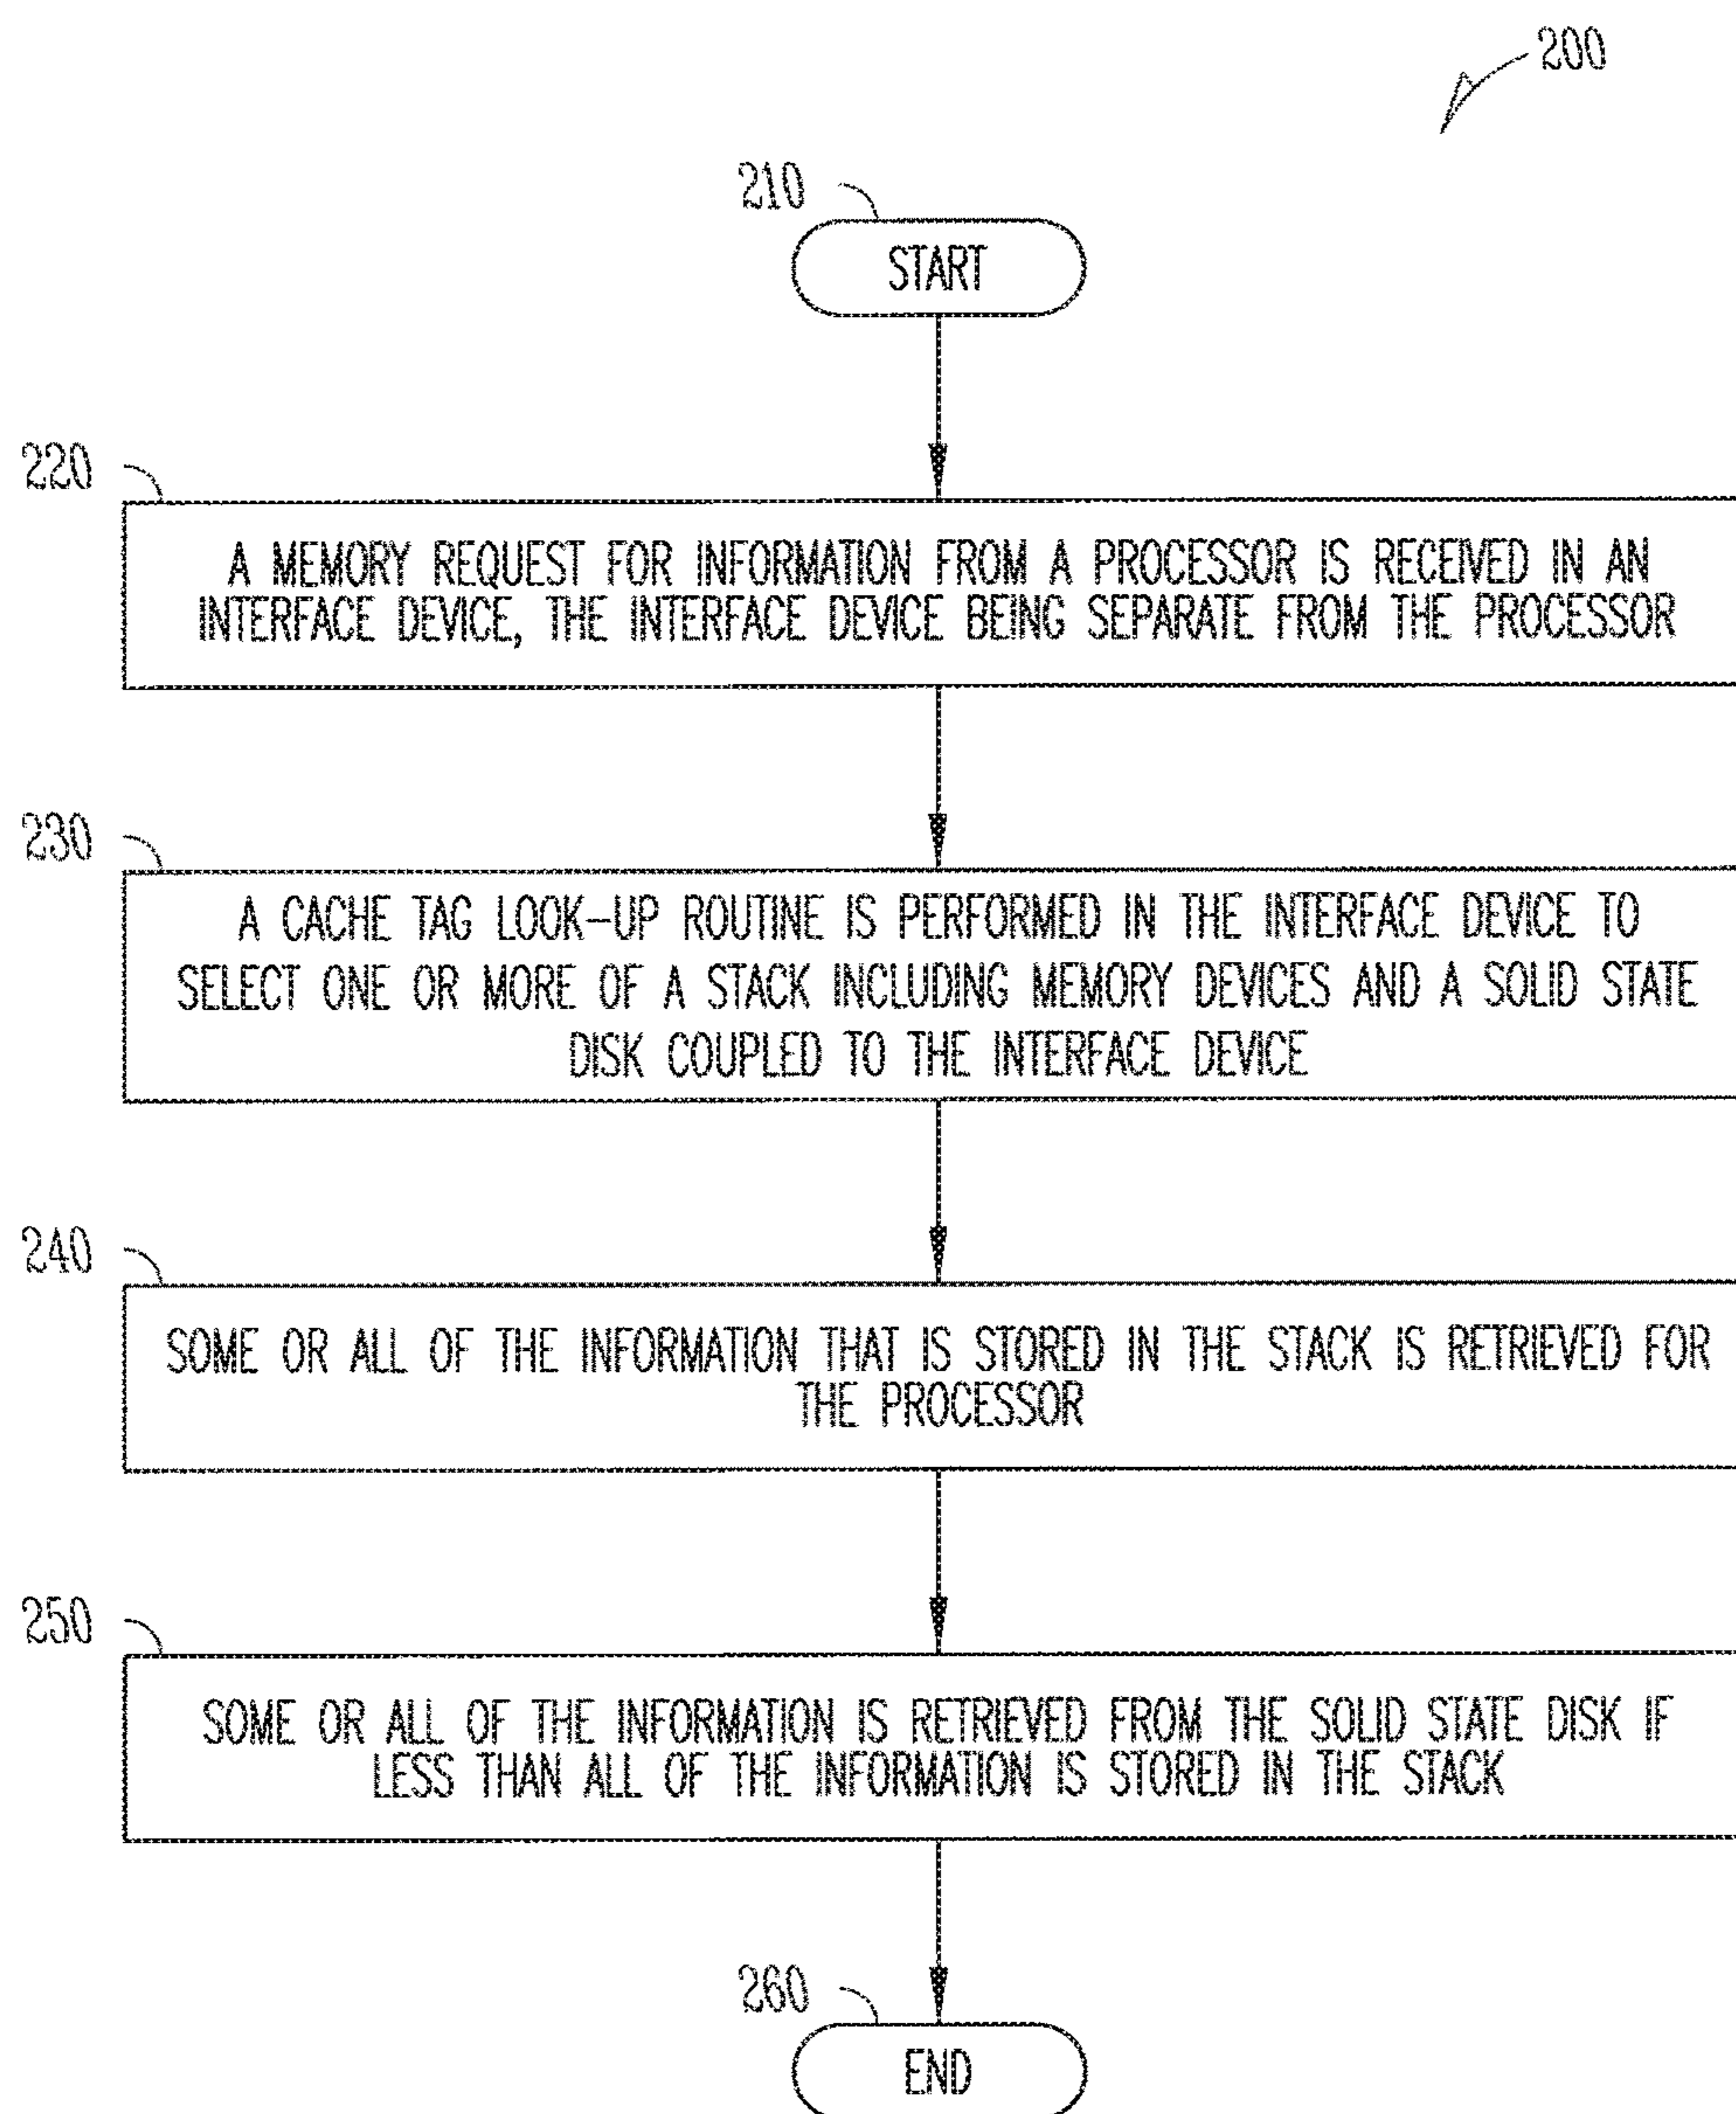 200
210
START
220
A MEMORY REQUEST FOR INFORMATION FROM A PROCESSOR IS RECEIVED IN AN
INTERFACE DEVICE, THE INTERFACE DEVICE BEING SEPARATE FROM THE PROCESSOR
230
A CACHE TAG LOOK-UP ROUTINE IS PERFORMED IN THE INTERFACE DEVICE TO
SELECT ONE OR MORE OF A STACK INCLUDING MEMORY DEVICES AND A SOLID STATE
DISK COUPLED TO THE INTERFACE DEVICE
240
SOME OR ALL OF THE INFORMATION THAT IS STORED IN THE STACK IS RETRIEVED FOR
THE PROCESSOR
250
SOME OR ALL OF THE INFORMATION IS RETRIEVED FROM THE SOLID STATE DISK IF
LESS THAN ALL OF THE INFORMATION IS STORED IN THE STACK
260
END